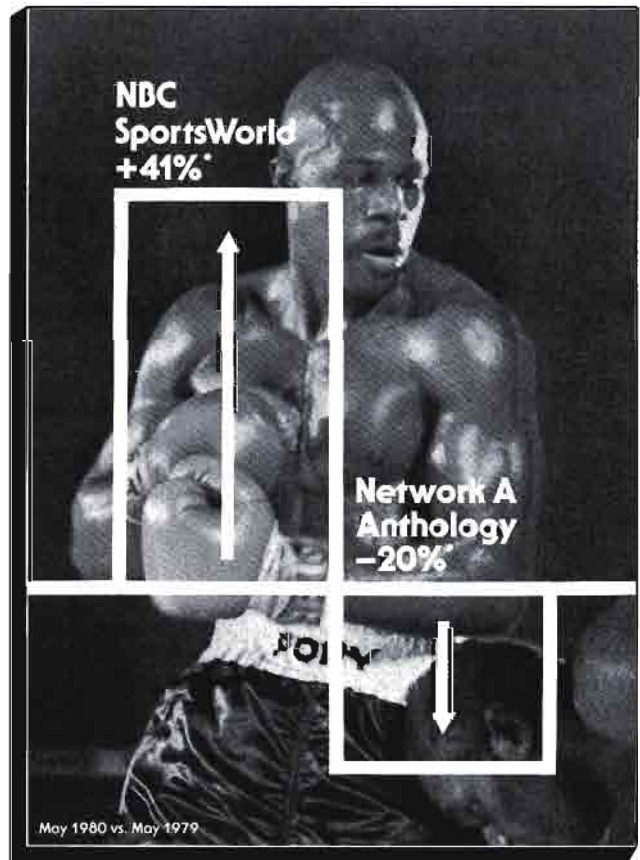 NBC
SportsWorld
+41%*
Network A
Anthology
–20%*
May 1980 vs. May 1979